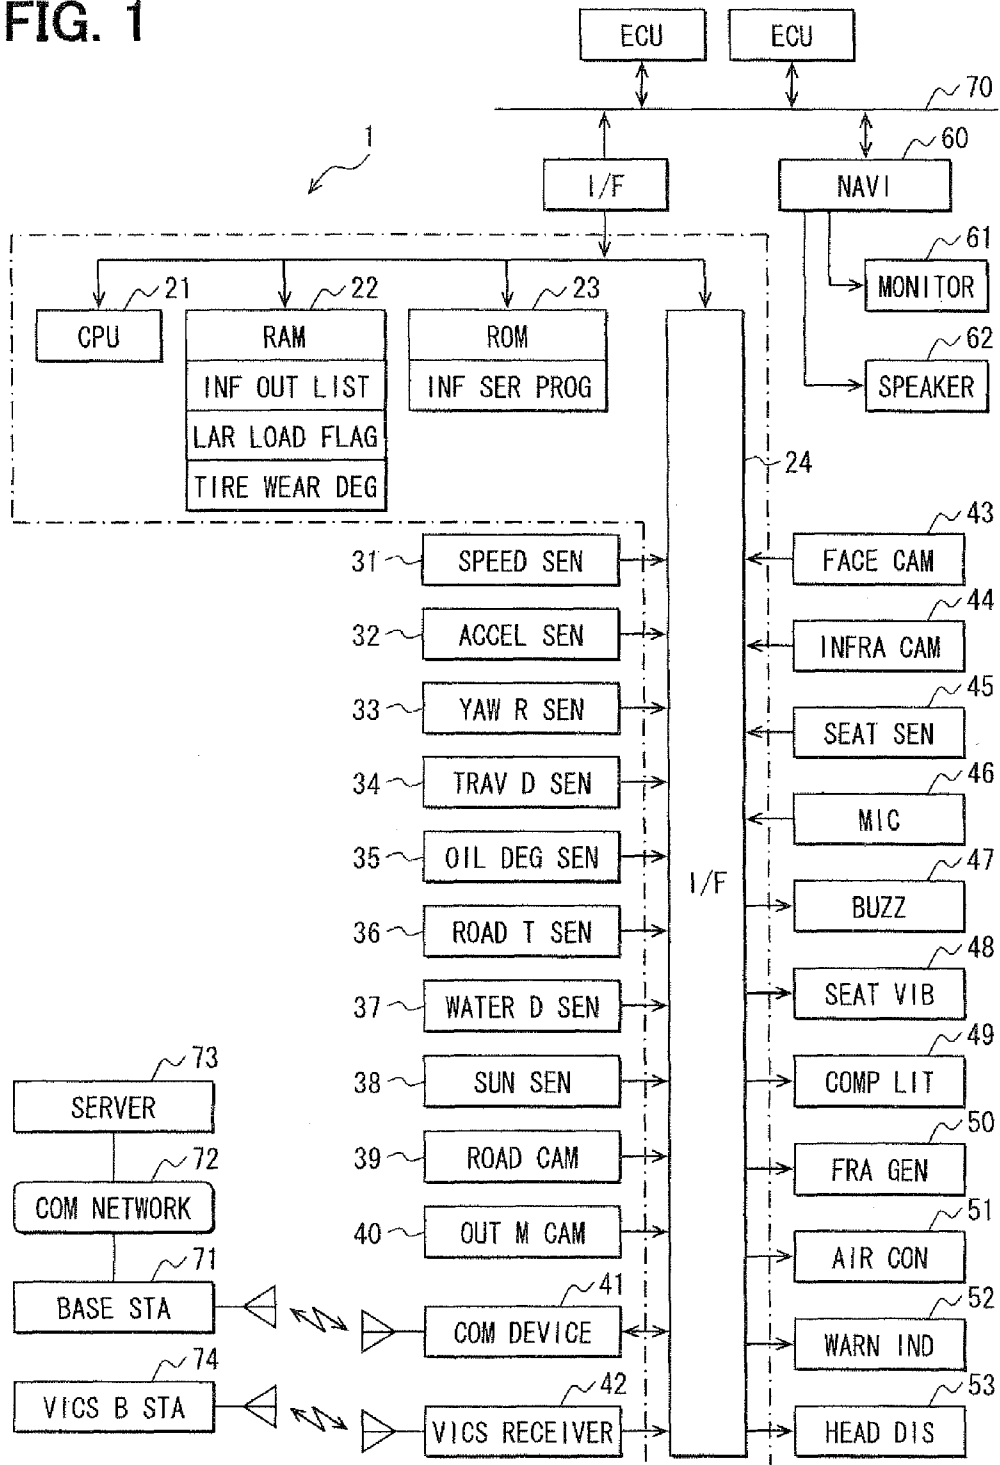 FIG. 1
ECU
ECU
70
1
60
I/F
NAVI
61
MONITOR
21
22
23
CPU
RAM
ROM
62
INF OUT LIST
INF SER PROG
SPEAKER
LAR LOAD FLAG
24
TIRE WEAR DEG
43
31
SPEED SEN
FACE CAM
44
32
ACCEL SEN
INFRA CAM
45
33
YAW R SEN
SEAT SEN
46
34
TRAV D SEN
MIC
47
35
OIL DEG SEN
I/F
BUZZ
36
ROAD T SEN
48
SEAT VIB
37
WATER D SEN
49
73
38
SUN SEN
COMP LIT
SERVER
50
72
39
ROAD CAM
FRA GEN
COM NETWORK
51
40
OUT M CAM
AIR CON
71
41
52
BASE STA
COM DEVICE
WARN IND
74
42
53
VICS B STA
VICS RECEIVER
HEAD DIS